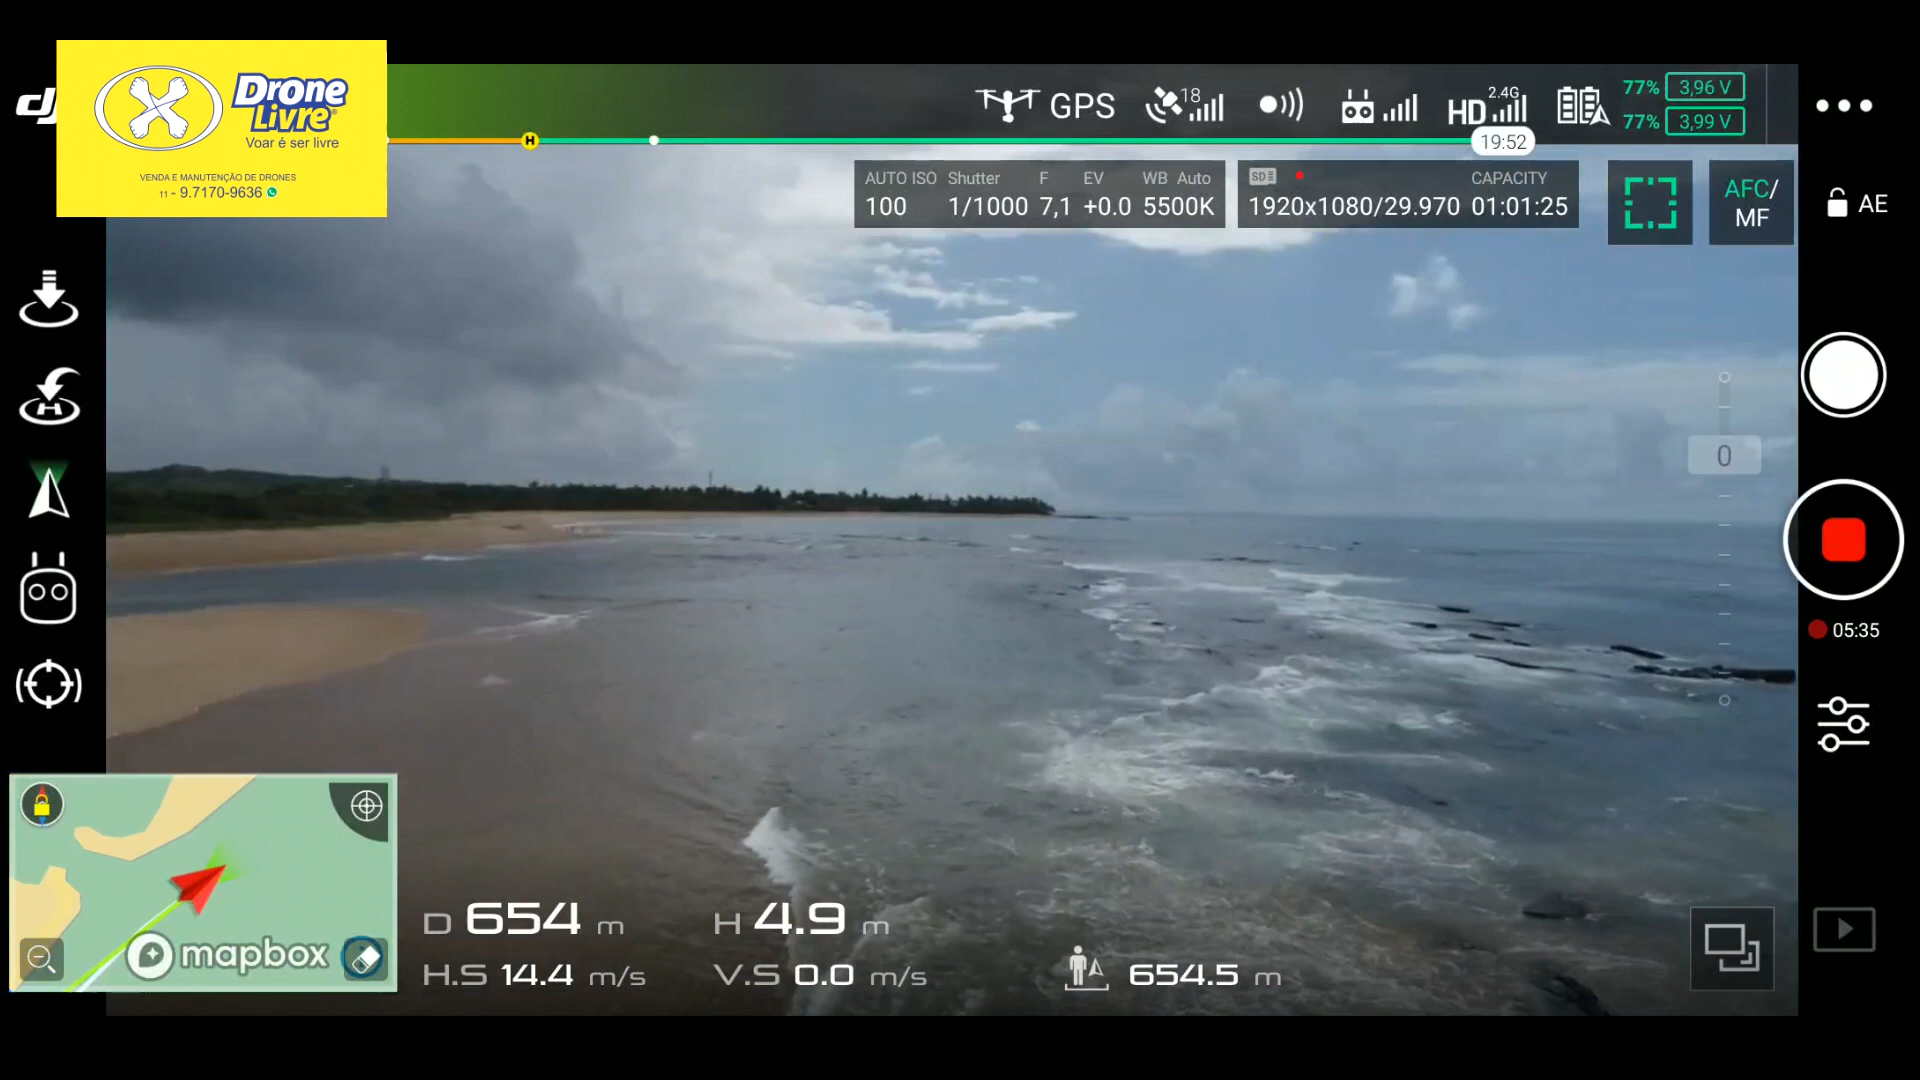 dj
Drone
Livre®
Voar é ser livre
VENDA E MANUTENÇÃO DE DRONES
11 - 9.7170-9636
GPS
18
HD 2.4G
77% 3,96 V
77% 3,99 V
H
19:52
AUTO ISO Shutter F EV WB Auto
100 1/1000 7,1 +0.0 5500K
SD CAPACITY
1920x1080/29.970 01:01:25
AFC/
MF
AE
H
0
05:35
mapbox
D 654 m H 4.9 m
H.S 14.4 m/s V.S 0.0 m/s 654.5 m